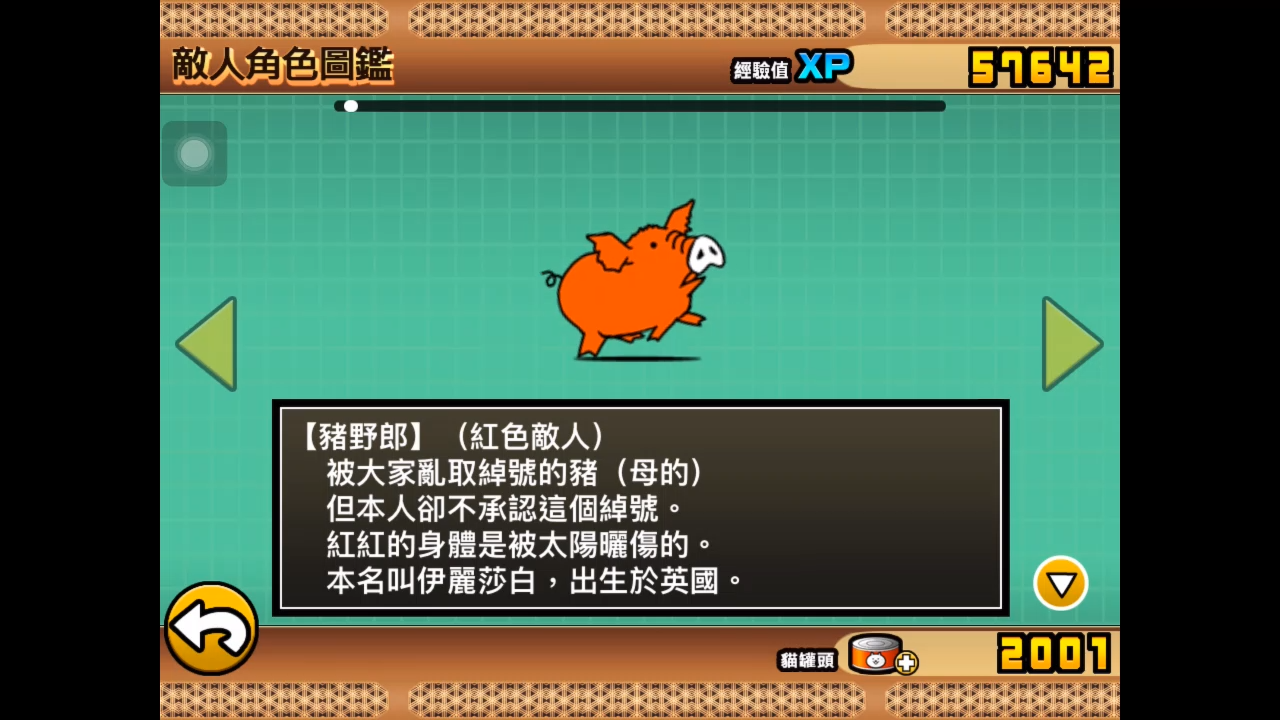 敵人角色圖鑑
經驗值 XP 57642
【豬野郎】（紅色敵人）
被大家亂取綽號的豬（母的）
但本人卻不承認這個綽號。
紅紅的身體是被太陽曬傷的。
本名叫伊麗莎白，出生於英國。
貓罐頭 2001